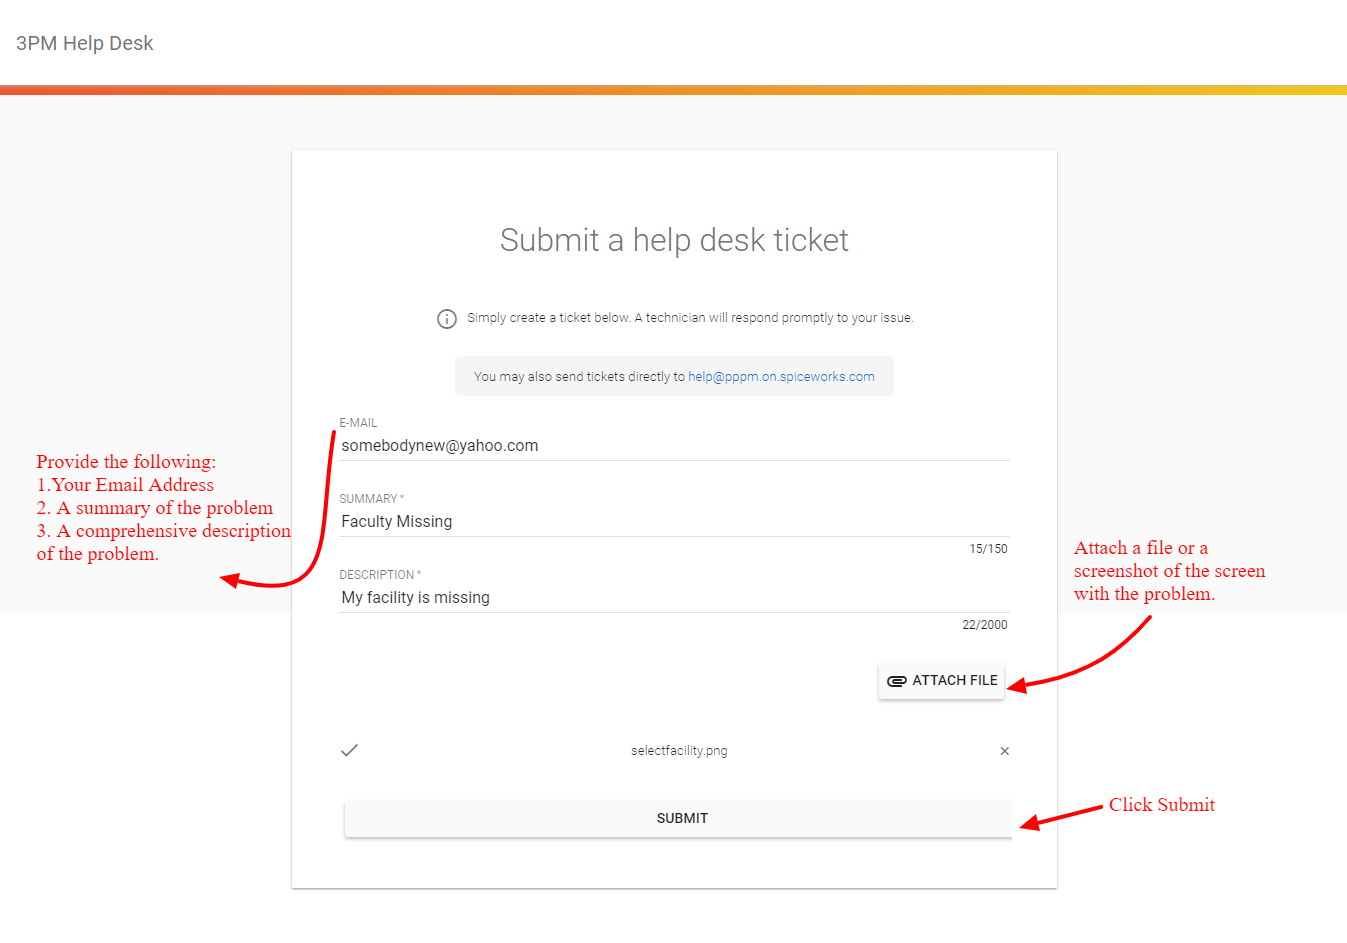 3PM Help Desk
Submit a help desk ticket
Simply create a ticket below. A technician will respond promptly to your issue.
You may also send tickets directly to help@pppm.on.spiceworks.com
E-MAIL
somebodynew@yahoo.com
Provide the following:
1.Your Email Address
2. A summary of the problem
3. A comprehensive description
of the problem.
SUMMARY *
Faculty Missing
15/150
DESCRIPTION *
My facility is missing
22/2000
Attach a file or a
screenshot of the screen
with the problem.
ATTACH FILE
selectfacility.png
SUBMIT
Click Submit